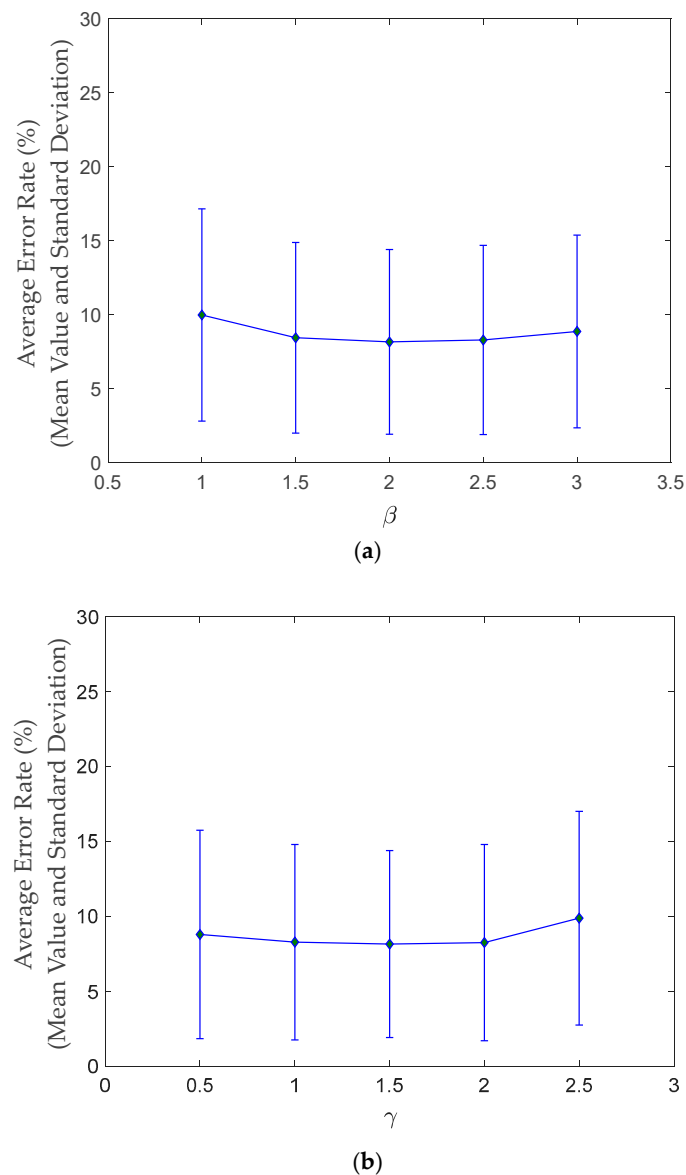 30
25
20
15
10
5
0
Average Error Rate (%)
(Mean Value and Standard Deviation)
0.5 1 1.5 2 2.5 3 3.5
β
(a)
30
25
20
15
10
5
0
Average Error Rate (%)
(Mean Value and Standard Deviation)
0 0.5 1 1.5 2 2.5 3
γ
(b)